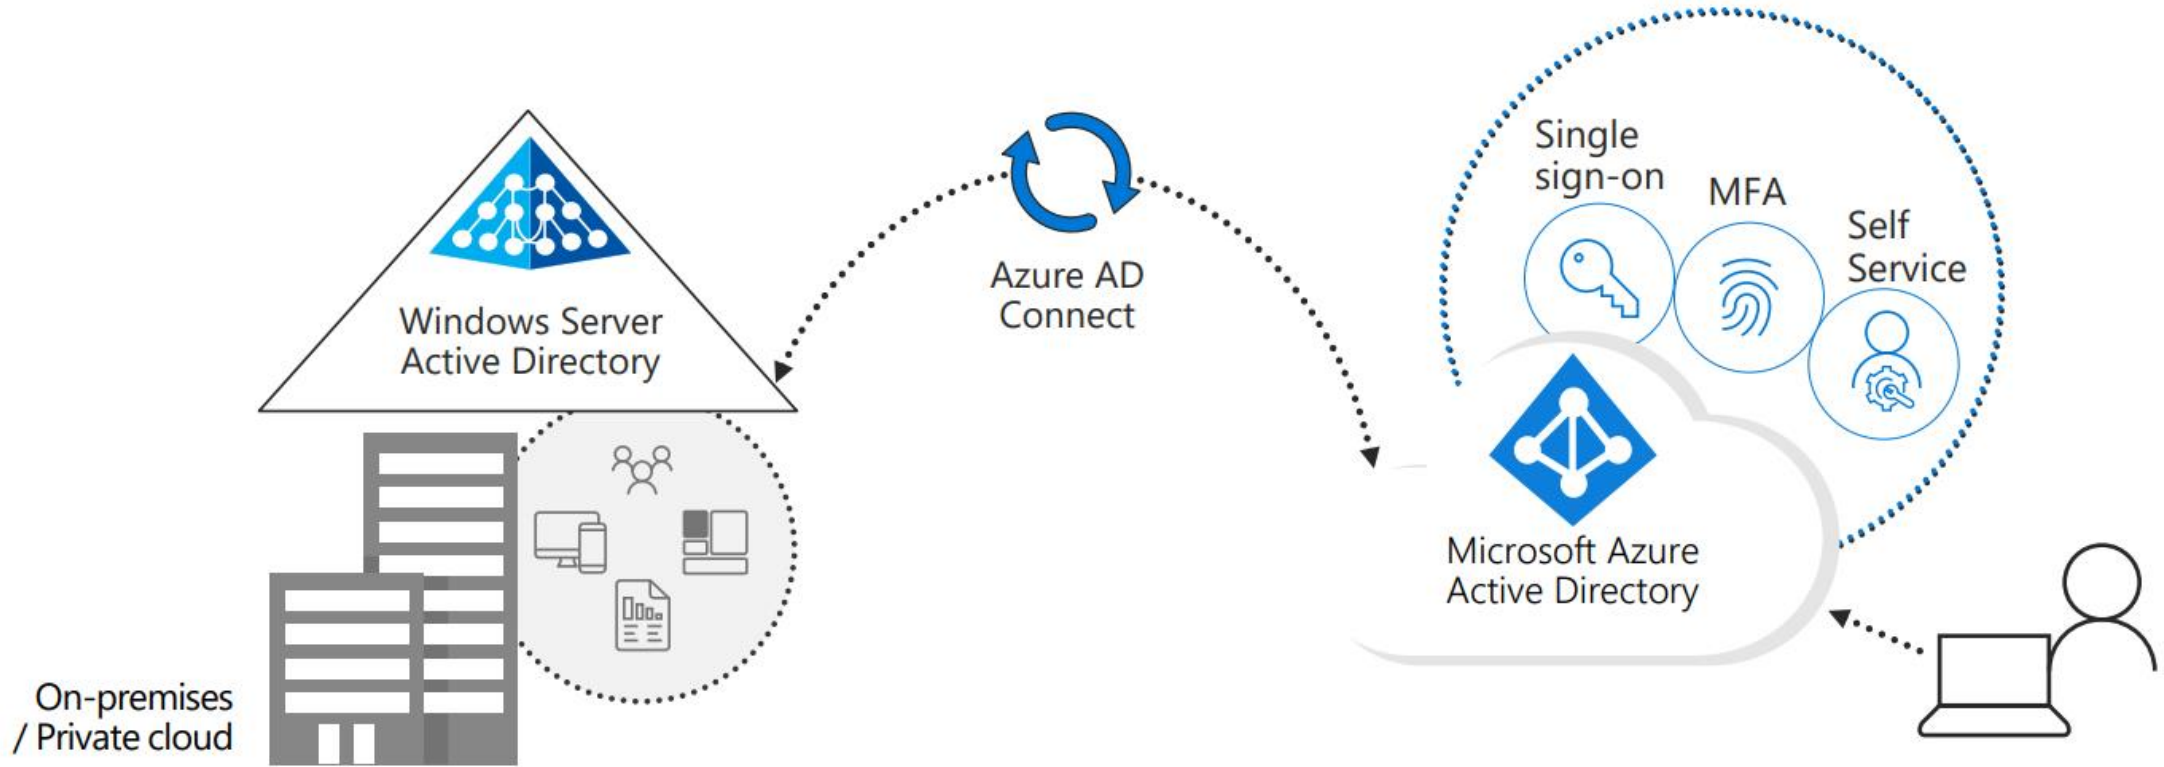 Windows Server
Active Directory
On-premises
/ Private cloud
Azure AD
Connect
Single
sign-on
MFA
Self
Service
Microsoft Azure
Active Directory